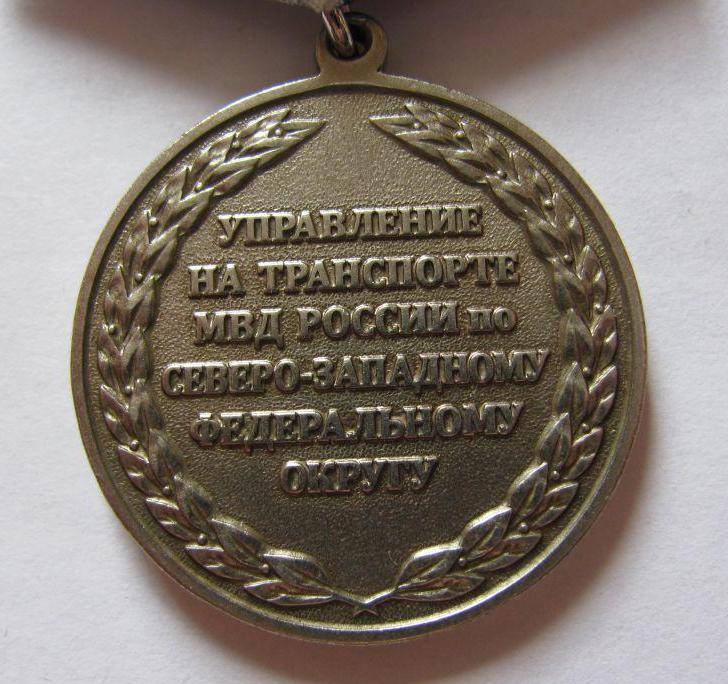 УПРАВЛЕНИЕ
НА ТРАНСПОРТЕ
МВД РОССИИ по
СЕВЕРО-ЗАПАДНОМУ
ФЕДЕРАЛЬНОМУ
ОКРУГУ